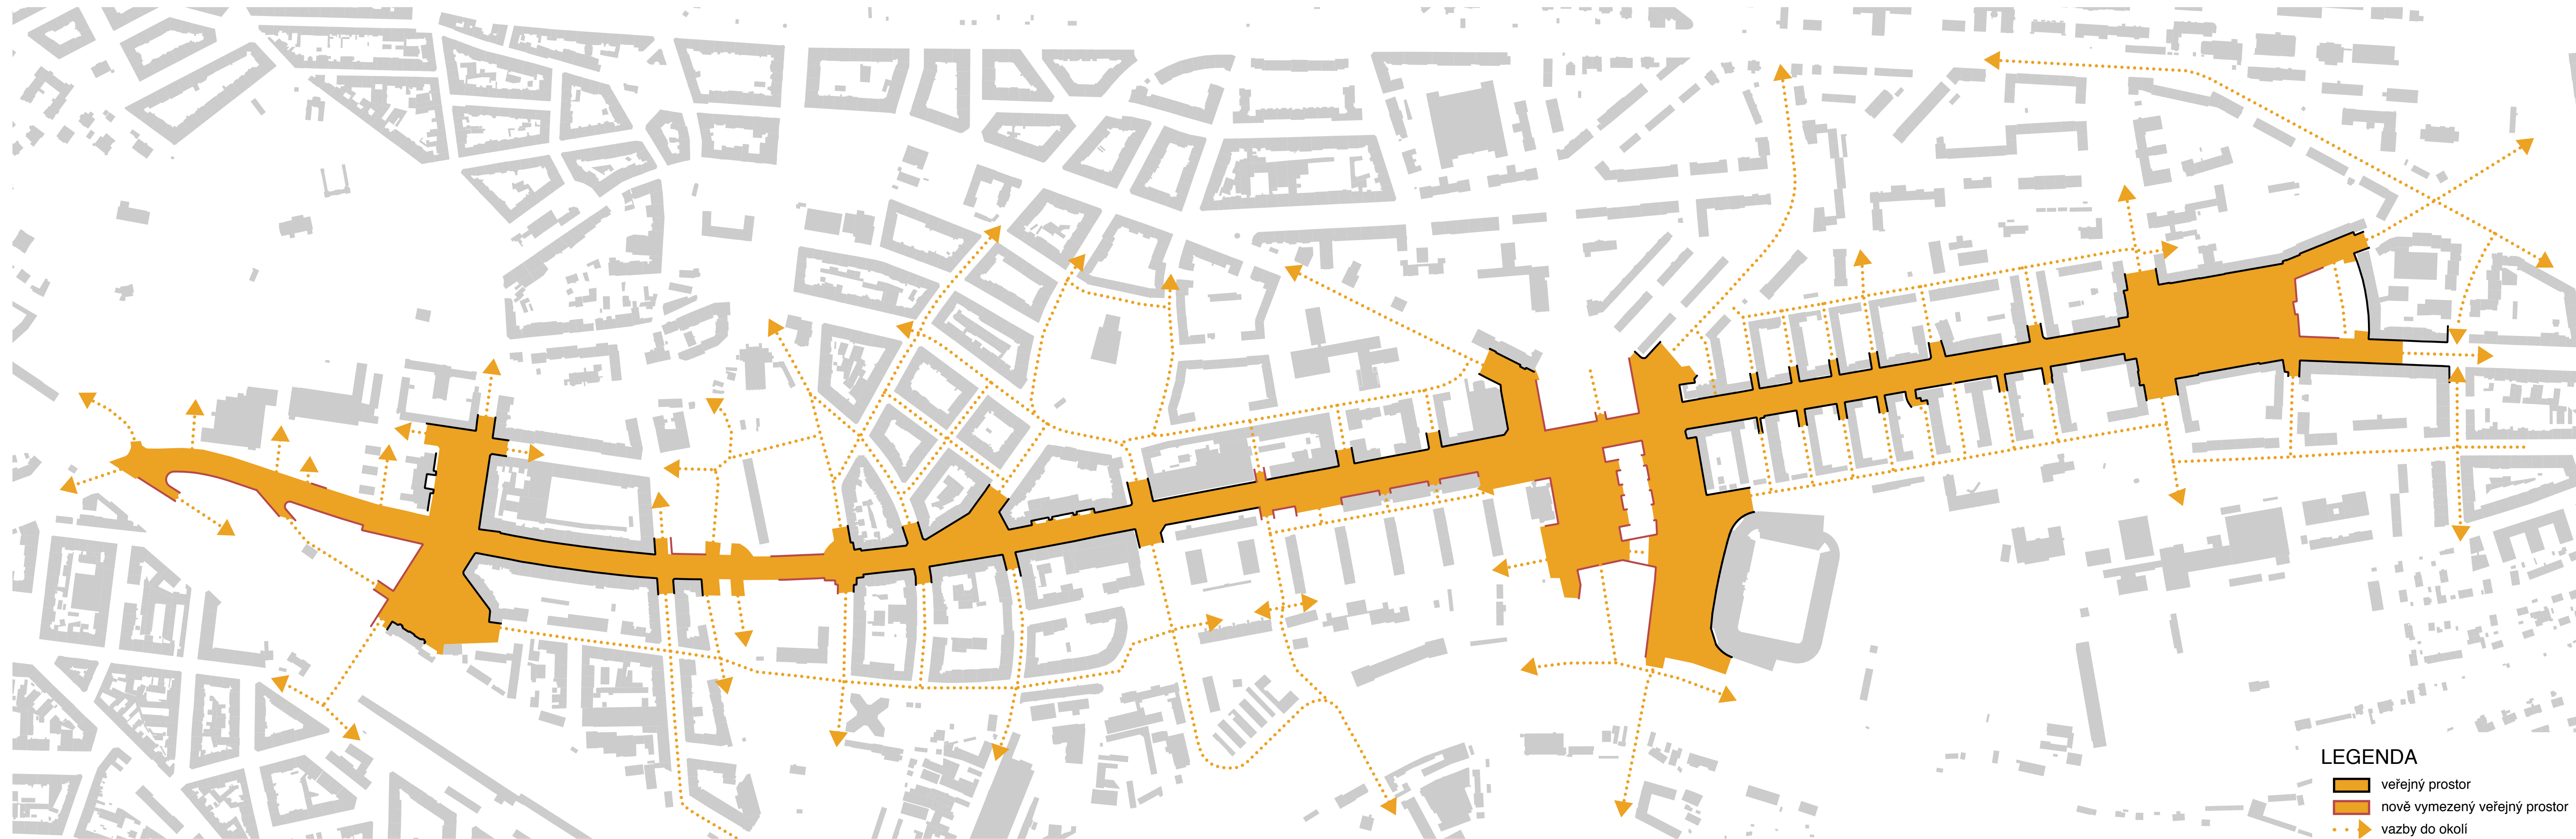 LEGENDA
veřejný prostor
nově vymezený veřejný prostor
vazby do okolí